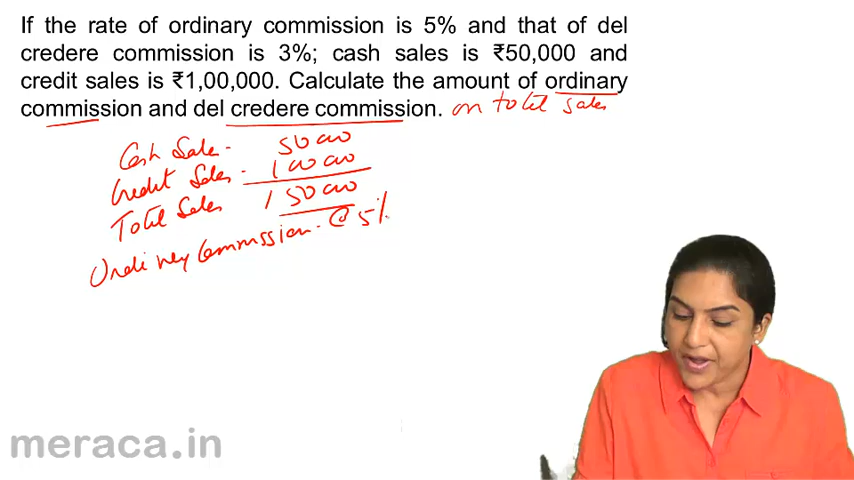 If the rate of ordinary commission is 5% and that of del
credere commission is 3%; cash sales is ₹50,000 and
credit sales is ₹1,00,000. Calculate the amount of ordinary
commission and del credere commission. on total sales
Cash Sale - 50000
Credit Sales - 100000
Total Sales 150000
Ordinary Commission - @ 5%
meraca.in